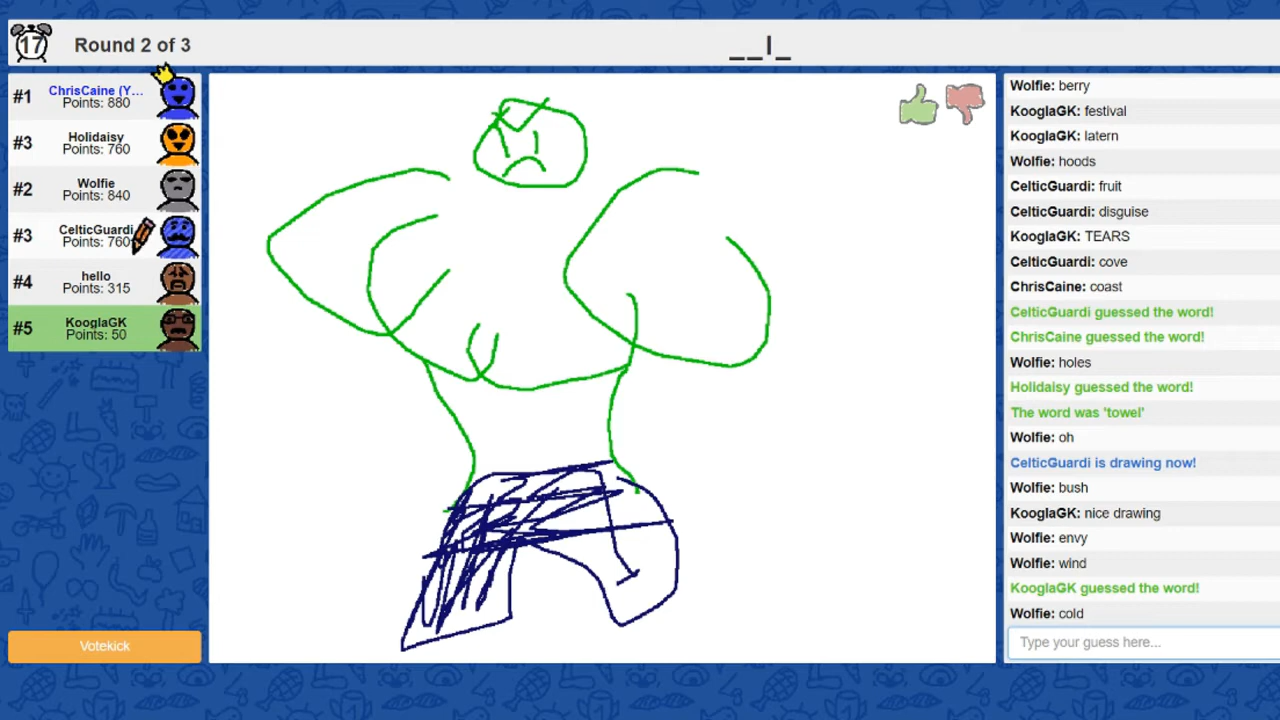 17
Round 2 of 3
__l_
#1
ChrisCaine (Y...
Points: 880
#3
Holidaisy
Points: 760
#2
Wolfie
Points: 840
#3
CelticGuardi
Points: 760
#4
hello
Points: 315
#5
KooglaGK
Points: 50
Votekick
Wolfie: berry
KooglaGK: festival
KooglaGK: latern
Wolfie: hoods
CelticGuardi: fruit
CelticGuardi: disguise
KooglaGK: TEARS
CelticGuardi: cove
ChrisCaine: coast
CelticGuardi guessed the word!
ChrisCaine guessed the word!
Wolfie: holes
Holidaisy guessed the word!
The word was 'towel'
Wolfie: oh
CelticGuardi is drawing now!
Wolfie: bush
KooglaGK: nice drawing
Wolfie: envy
Wolfie: wind
KooglaGK guessed the word!
Wolfie: cold
Type your guess here...